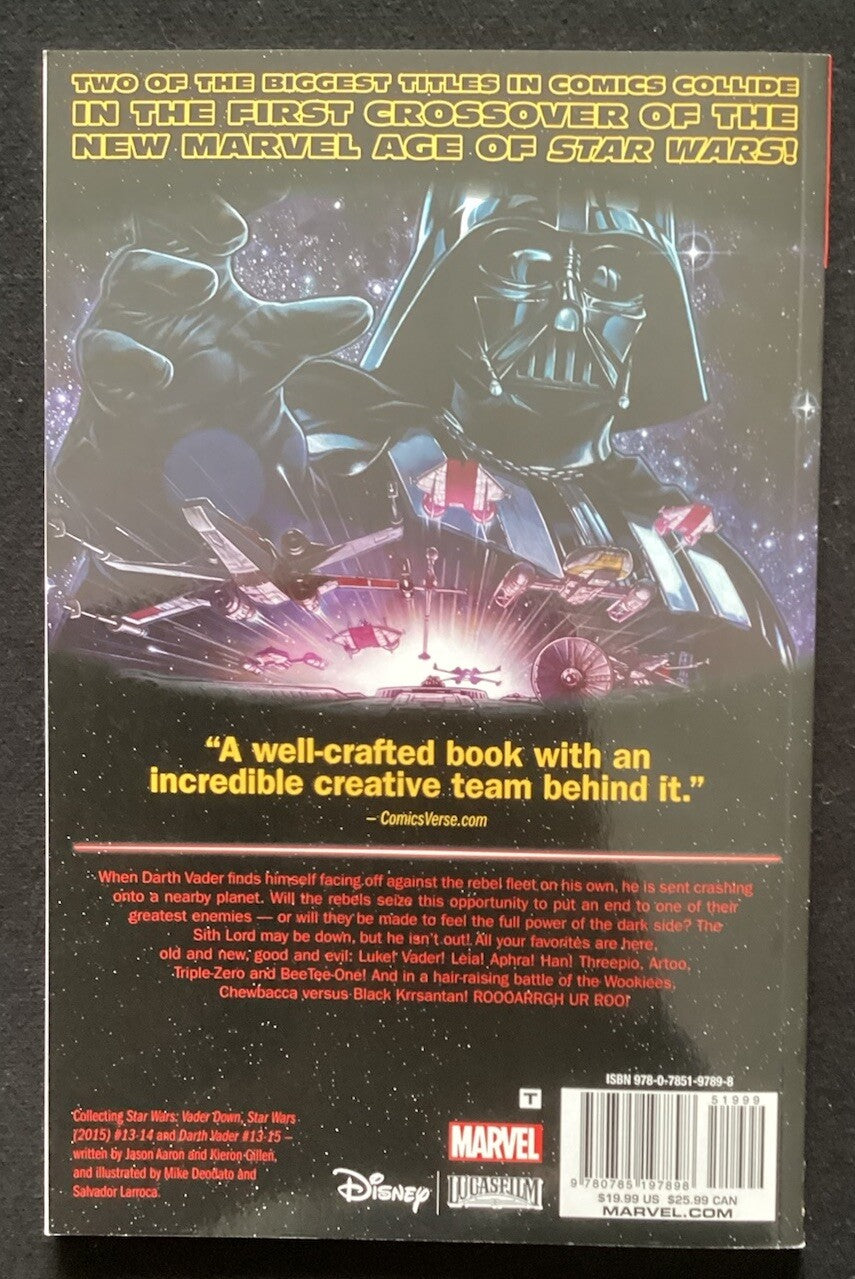 TWO OF THE BIGGEST TITLES IN COMICS COLLIDE
IN THE FIRST CROSSOVER OF THE
NEW MARVEL AGE OF STAR WARS!
“A well-crafted book with an
incredible creative team behind it.”
– ComicsVerse.com
When Darth Vader finds himself facing off against the rebel fleet on his own, he is sent crashing
onto a nearby planet. Will the rebels seize this opportunity to put an end to one of their
greatest enemies — or will they be made to feel the full power of the dark side? The
Sith Lord may be down, but he isn't out! All your favorites are here,
old and new, good and evil: Luke! Vader! Leia! Aphra! Han! Threepio, Artoo,
Triple-Zero and BeeTee-One! And in a hair-raising battle of the Wookiees,
Chewbacca versus Black Krrsantan! ROOOARRGH UR ROO!
Collecting Star Wars: Vader Down, Star Wars
(2015) #13-14 and Darth Vader #13-15 –
written by Jason Aaron and Kieron Gillen,
and illustrated by Mike Deodato and
Salvador Larroca.
T
MARVEL
Disney
LUCASFILM
ISBN 978-0-7851-9789-8
51999
9 780785 197898
$19.99 US $25.99 CAN
MARVEL.COM